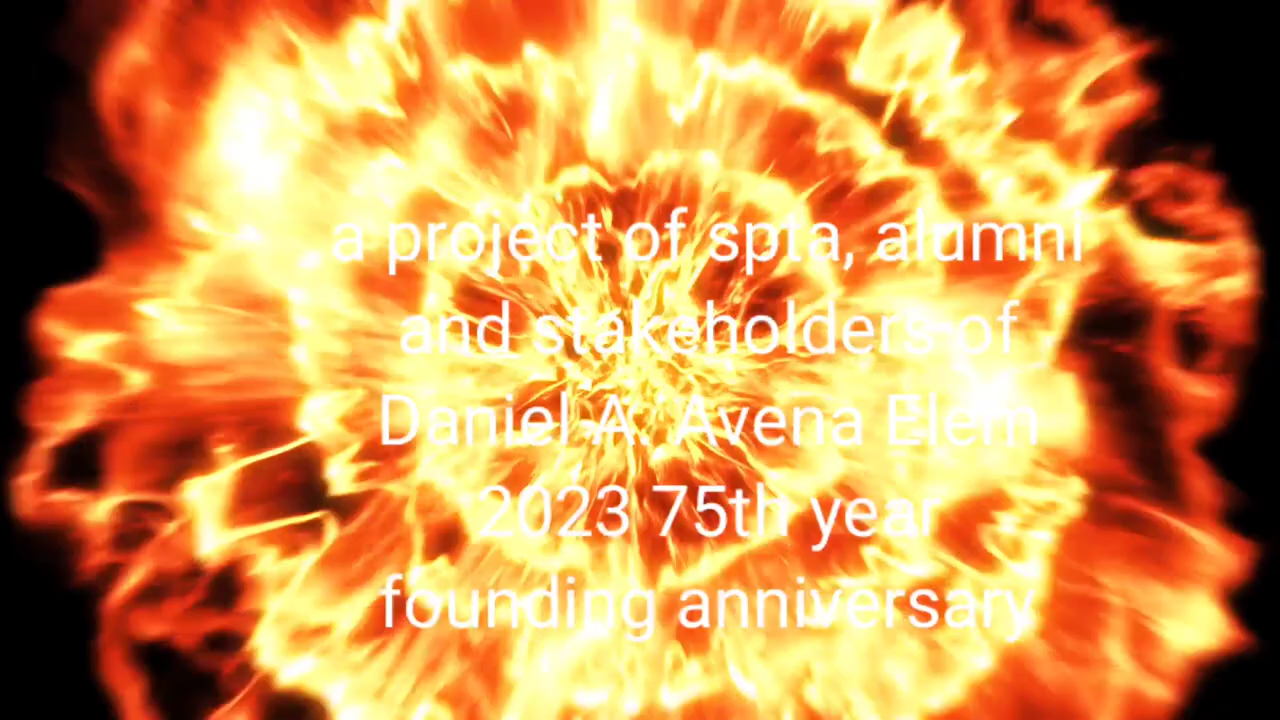 a project of spta, alumni
and stakeholders of
Daniel A. Avena Elem
2023 75th year
founding anniversary